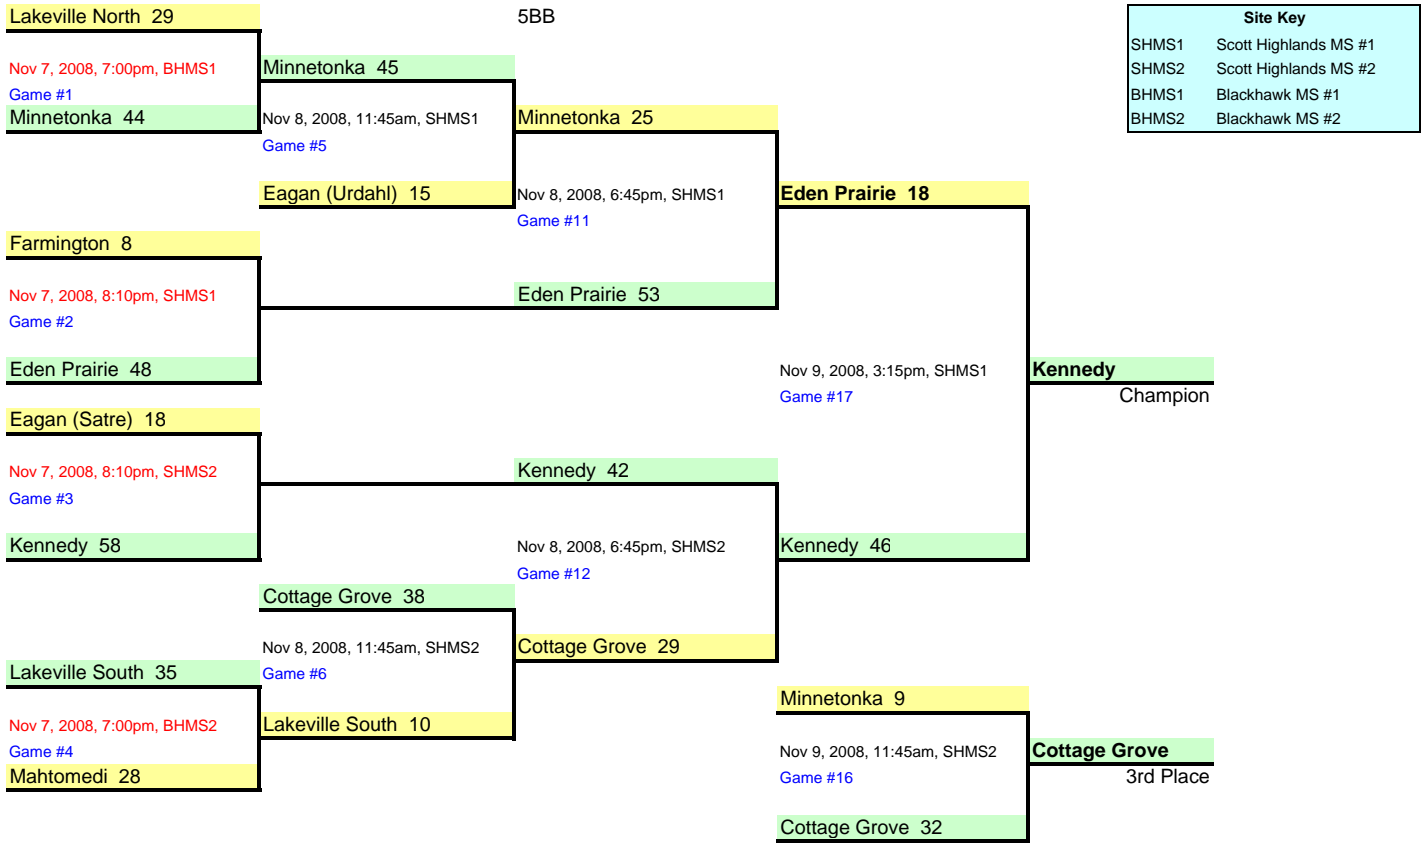 Lakeville North 29
5BB
Site Key
SHMS1 Scott Highlands MS #1
SHMS2 Scott Highlands MS #2
BHMS1 Blackhawk MS #1
BHMS2 Blackhawk MS #2
Nov 7, 2008, 7:00pm, BHMS1
Game #1
Minnetonka 44
Minnetonka 45
Nov 8, 2008, 11:45am, SHMS1
Game #5
Eagan (Urdahl) 15
Minnetonka 25
Nov 8, 2008, 6:45pm, SHMS1
Game #11
Eden Prairie 53
Eden Prairie 18
Farmington 8
Nov 7, 2008, 8:10pm, SHMS1
Game #2
Eden Prairie 48
Nov 9, 2008, 3:15pm, SHMS1
Game #17
Kennedy
Champion
Eagan (Satre) 18
Nov 7, 2008, 8:10pm, SHMS2
Game #3
Kennedy 58
Kennedy 42
Nov 8, 2008, 6:45pm, SHMS2
Game #12
Kennedy 46
Cottage Grove 38
Nov 8, 2008, 11:45am, SHMS2
Game #6
Cottage Grove 29
Lakeville South 35
Nov 7, 2008, 7:00pm, BHMS2
Game #4
Mahtomedi 28
Lakeville South 10
Minnetonka 9
Nov 9, 2008, 11:45am, SHMS2
Game #16
Cottage Grove 32
Cottage Grove
3rd Place